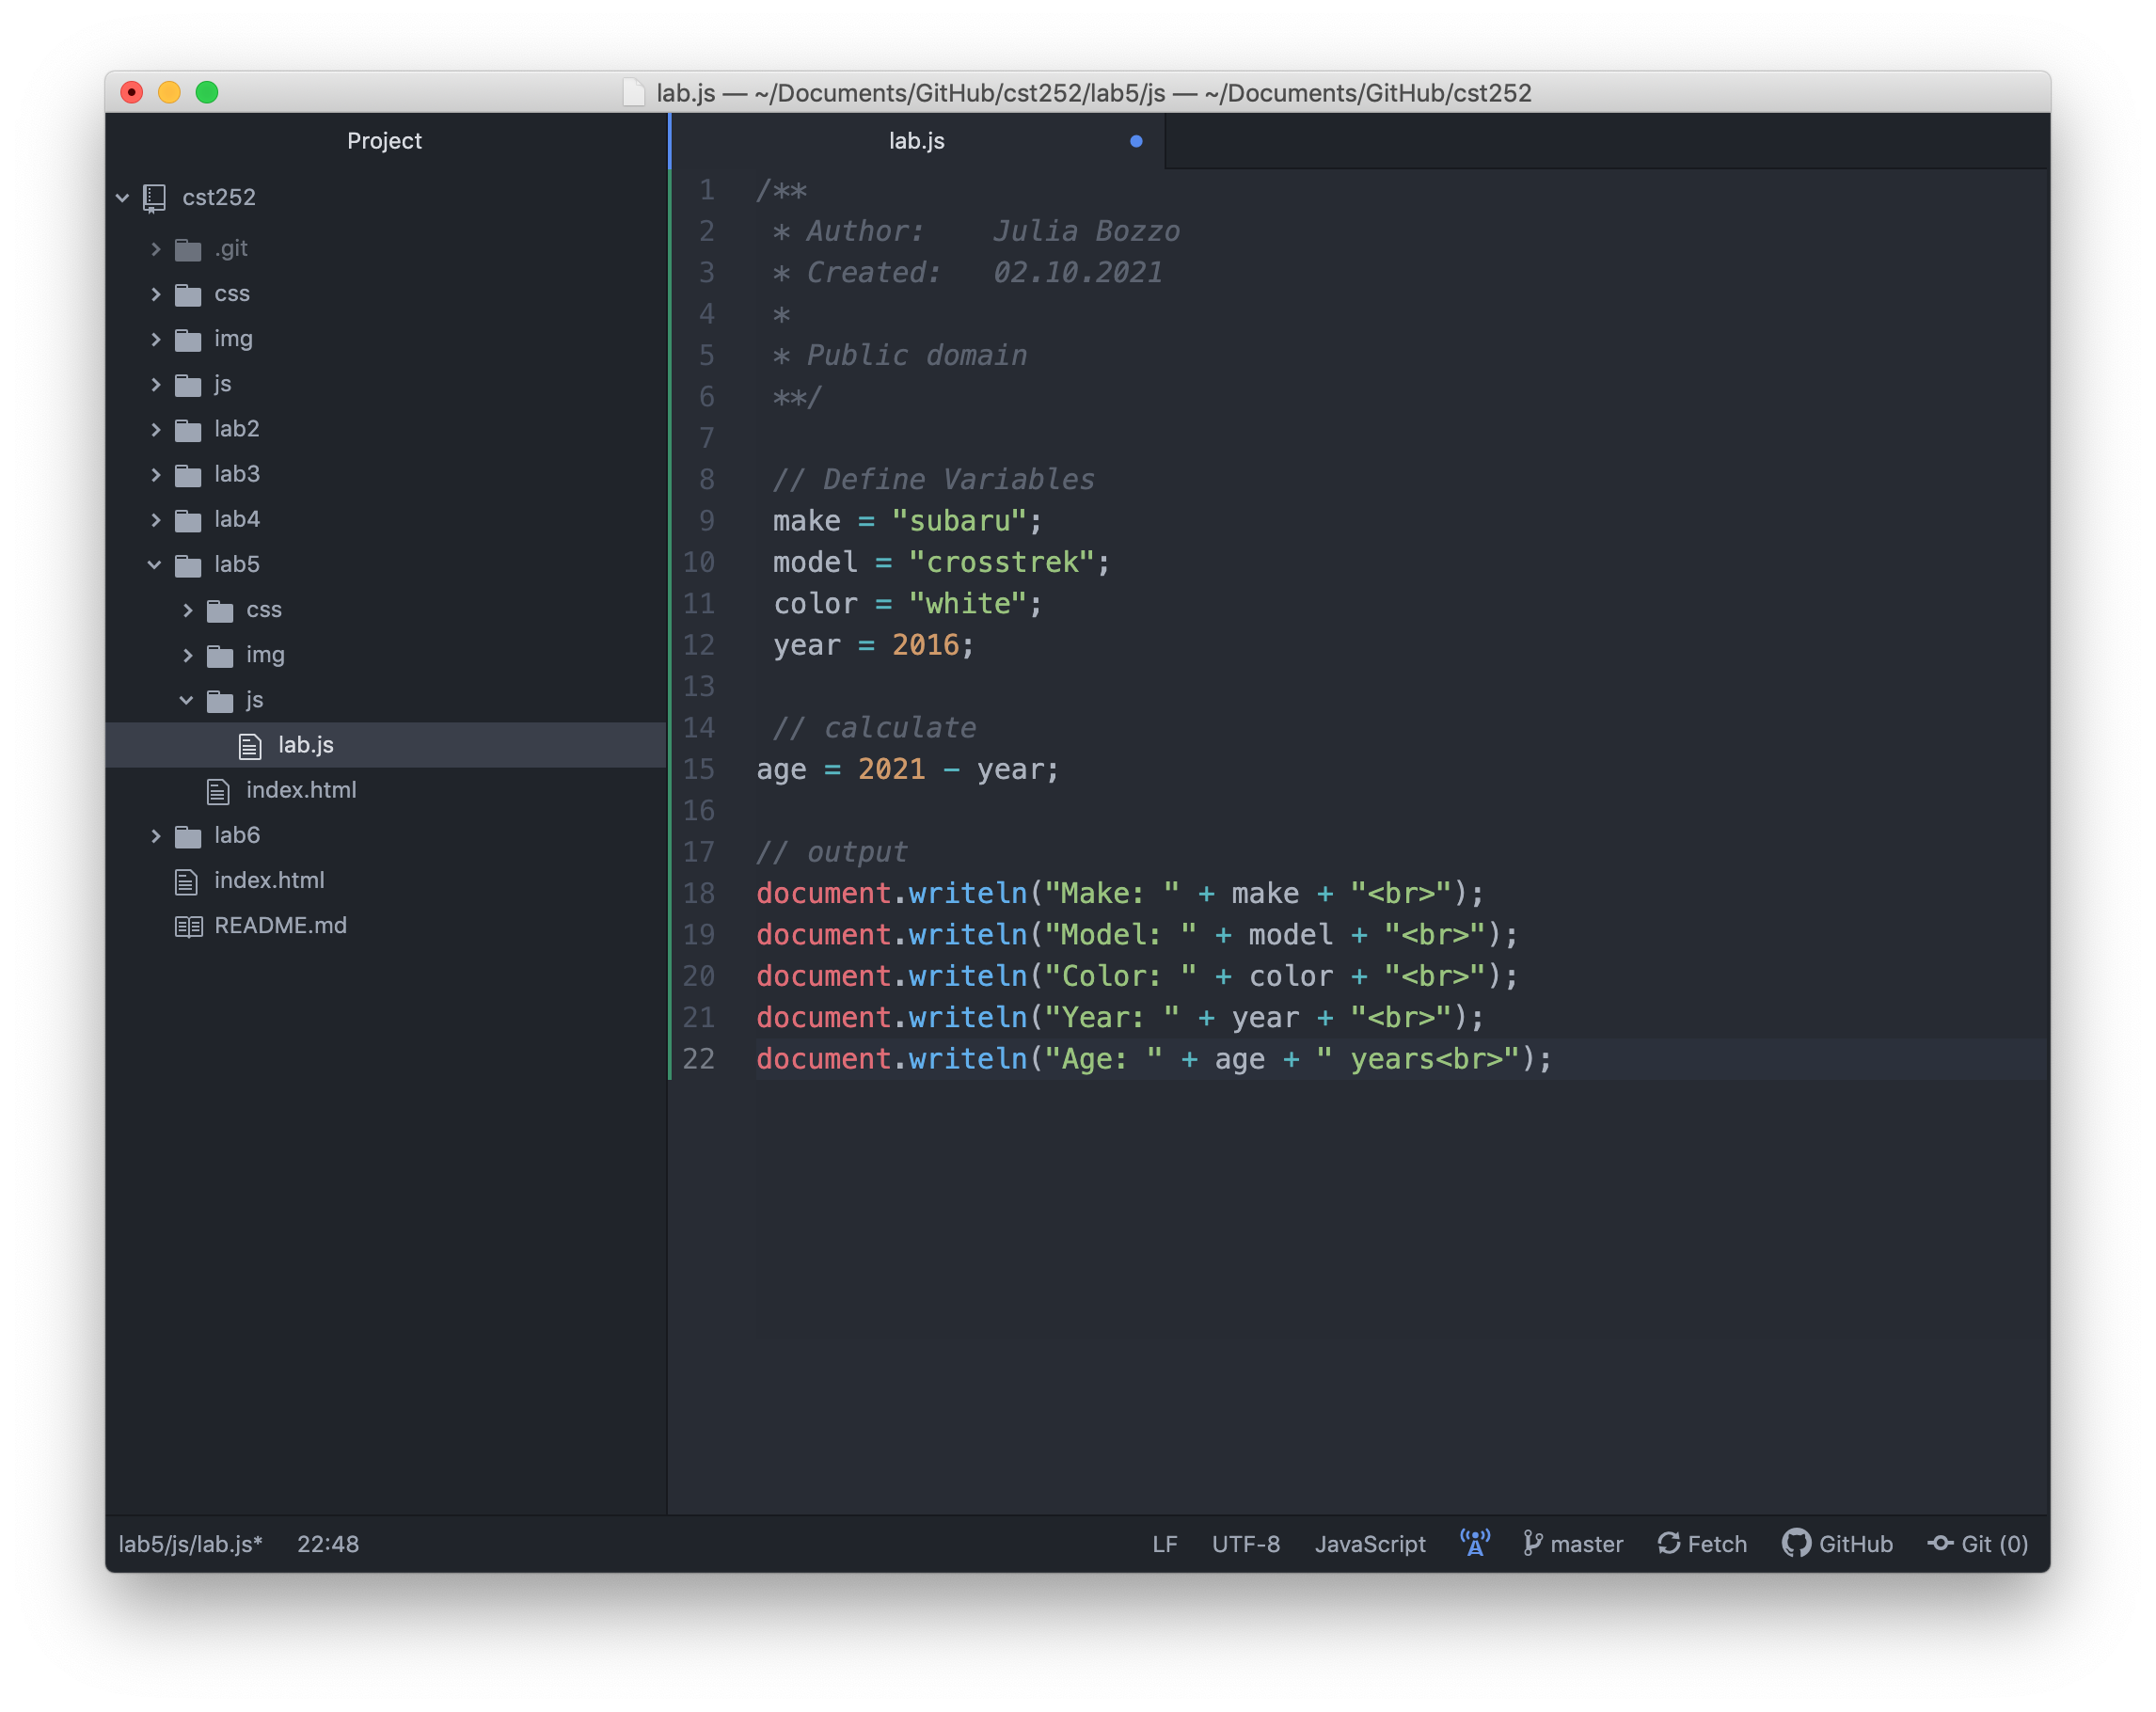 lab.js — ~/Documents/GitHub/cst252/lab5/js — ~/Documents/GitHub/cst252
Project
cst252
.git
css
img
js
lab2
lab3
lab4
lab5
css
img
js
lab.js
index.html
lab6
index.html
README.md
lab.js
1 /**
2  * Author:    Julia Bozzo
3  * Created:   02.10.2021
4  *
5  * Public domain
6  **/
7
8  // Define Variables
9  make = "subaru";
10  model = "crosstrek";
11  color = "white";
12  year = 2016;
13
14  // calculate
15 age = 2021 - year;
16
17 // output
18 document.writeln("Make: " + make + "<br>");
19 document.writeln("Model: " + model + "<br>");
20 document.writeln("Color: " + color + "<br>");
21 document.writeln("Year: " + year + "<br>");
22 document.writeln("Age: " + age + " years<br>");
lab5/js/lab.js* 22:48 LF UTF-8 JavaScript master Fetch GitHub Git (0)